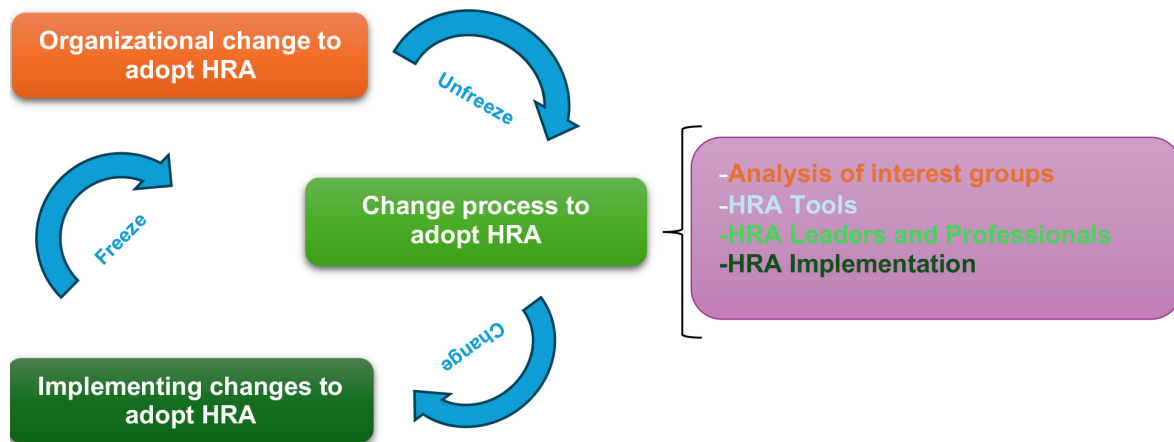 Organizational change to
adopt HRA
Unfreeze
Change process to
adopt HRA
-Analysis of interest groups
-HRA Tools
-HRA Leaders and Professionals
-HRA Implementation
Change
Implementing changes to
adopt HRA
Freeze